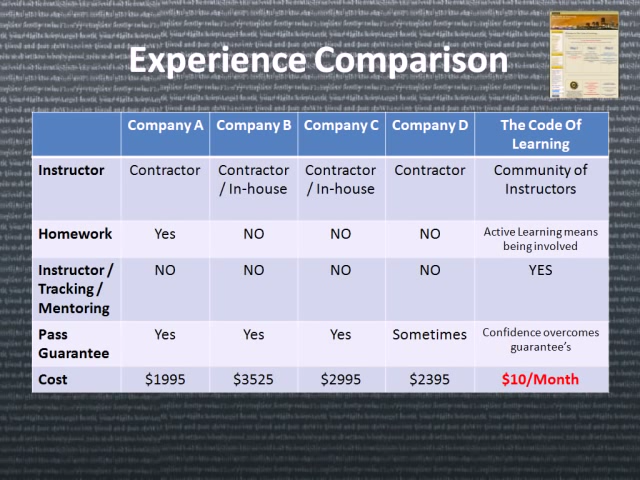 Experience Comparison
Company A Company B Company C Company D The Code Of
Learning
Instructor Contractor Contractor Contractor Contractor Community of
/ In-house / In-house Instructors
Homework Yes NO NO NO Active Learning means
being involved
Instructor / NO NO NO NO YES
Tracking /
Mentoring
Pass Yes Yes Yes Sometimes Confidence overcomes
Guarantee guarantee's
Cost $1995 $3525 $2995 $2395 $10/Month